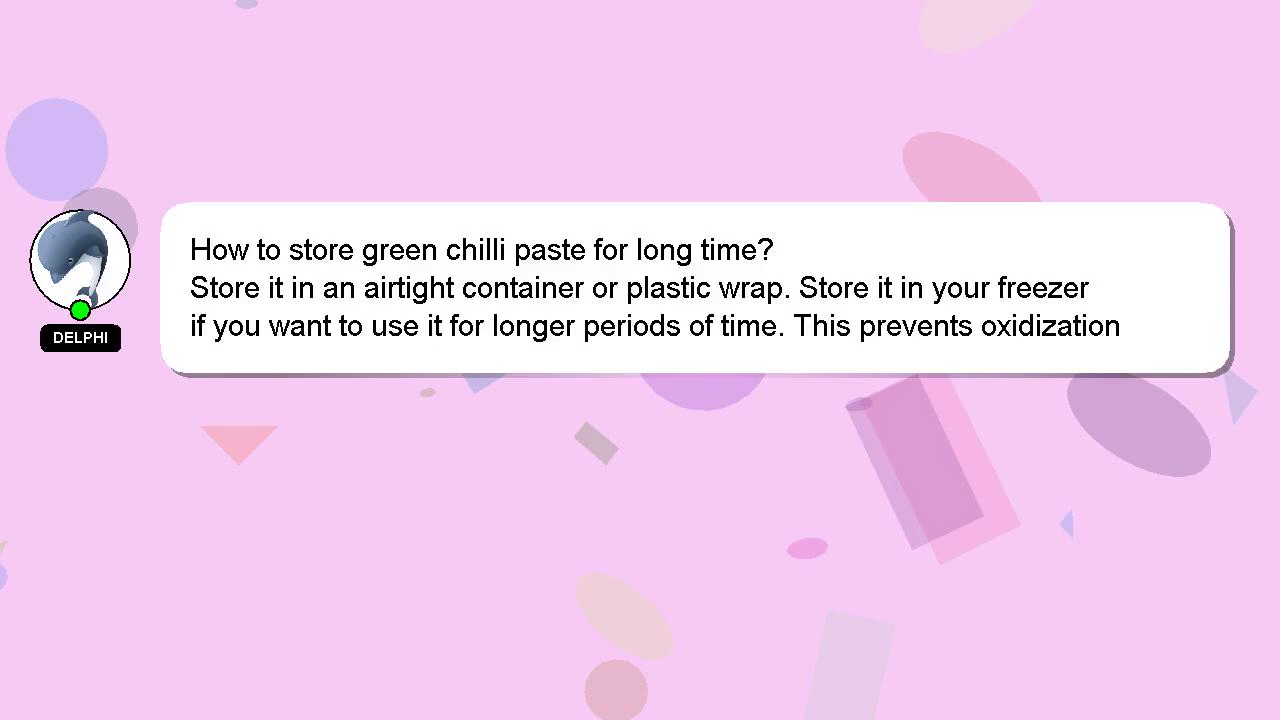 How to store green chilli paste for long time?
Store it in an airtight container or plastic wrap. Store it in your freezer
if you want to use it for longer periods of time. This prevents oxidization
DELPHI